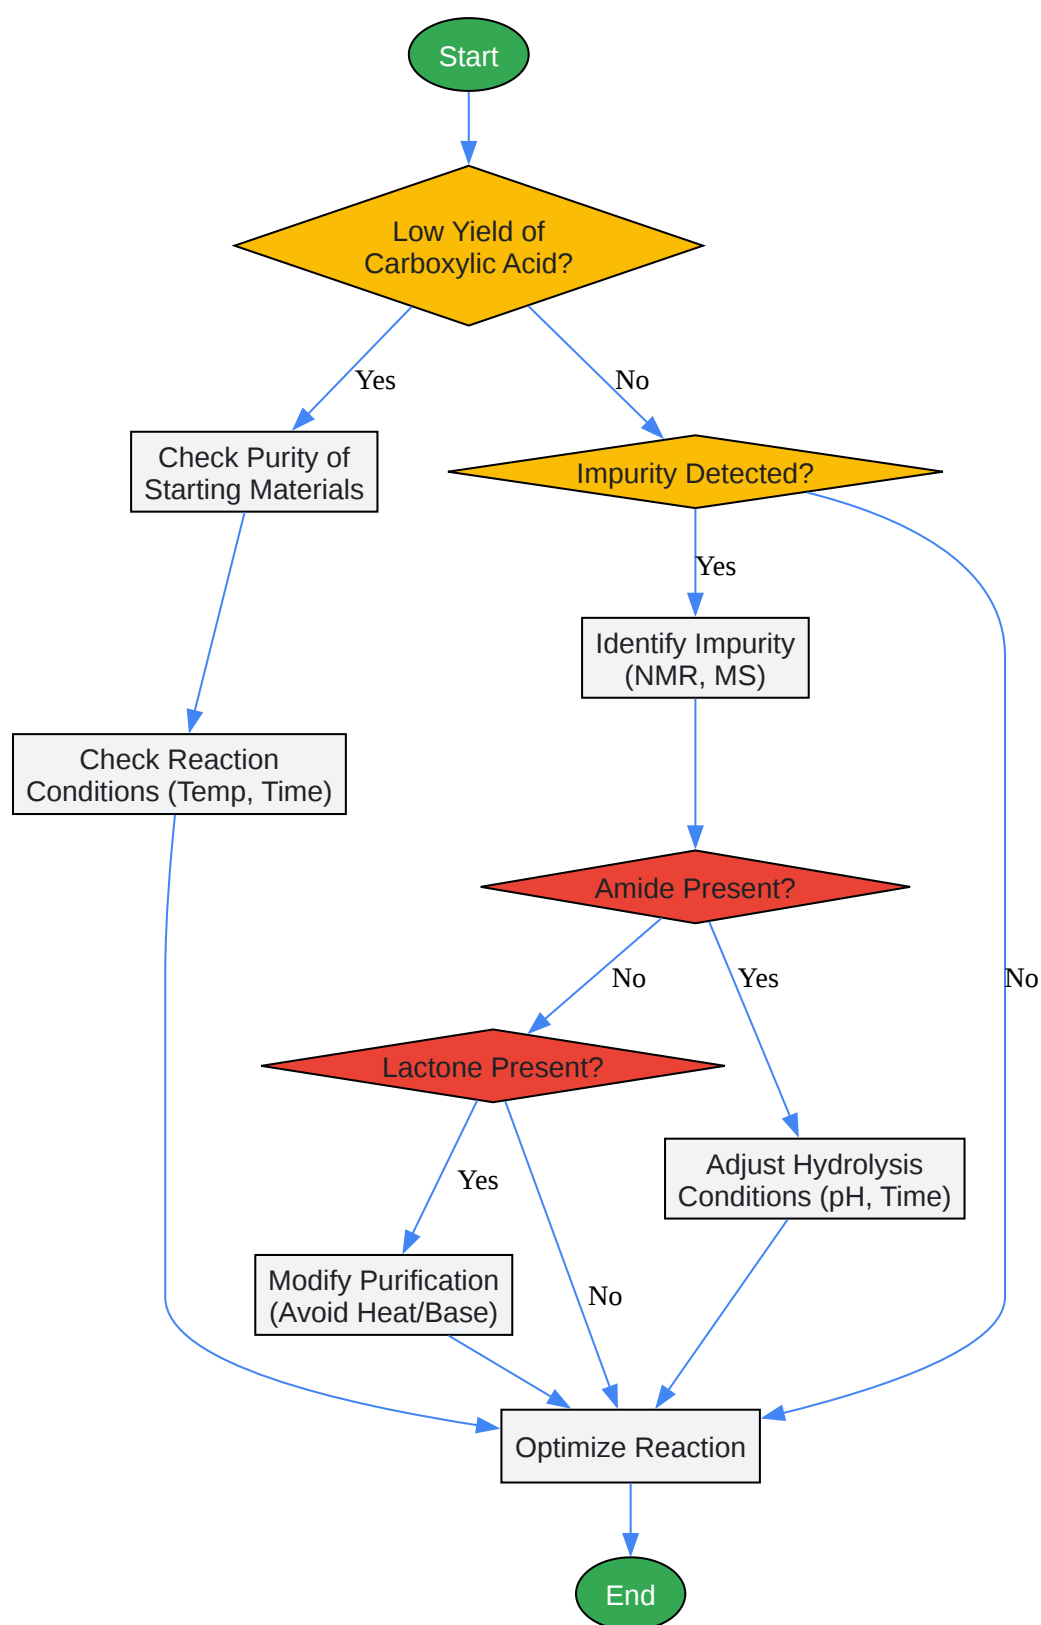 Start
Low Yield of
Carboxylic Acid?
Yes
No
Check Purity of
Starting Materials
Impurity Detected?
Yes
Identify Impurity
(NMR, MS)
Check Reaction
Conditions (Temp, Time)
Amide Present?
No
Yes
No
Lactone Present?
Adjust Hydrolysis
Conditions (pH, Time)
Yes
Modify Purification
(Avoid Heat/Base)
No
Optimize Reaction
End